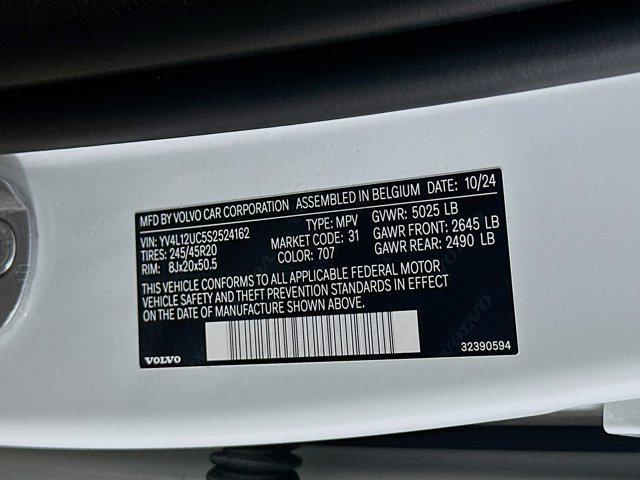 MFD BY VOLVO CAR CORPORATION ASSEMBLED IN BELGIUM DATE: 10/24
VIN: YV4L12UC5S2524162 TYPE: MPV GVWR: 5025 LB
TIRES: 245/45R20 MARKET CODE: 31 GAWR FRONT: 2645 LB
RIM: 8Jx20x50.5 COLOR: 707 GAWR REAR: 2490 LB
THIS VEHICLE CONFORMS TO ALL APPLICABLE FEDERAL MOTOR
VEHICLE SAFETY AND THEFT PREVENTION STANDARDS IN EFFECT
ON THE DATE OF MANUFACTURE SHOWN ABOVE.
VOLVO
32390594